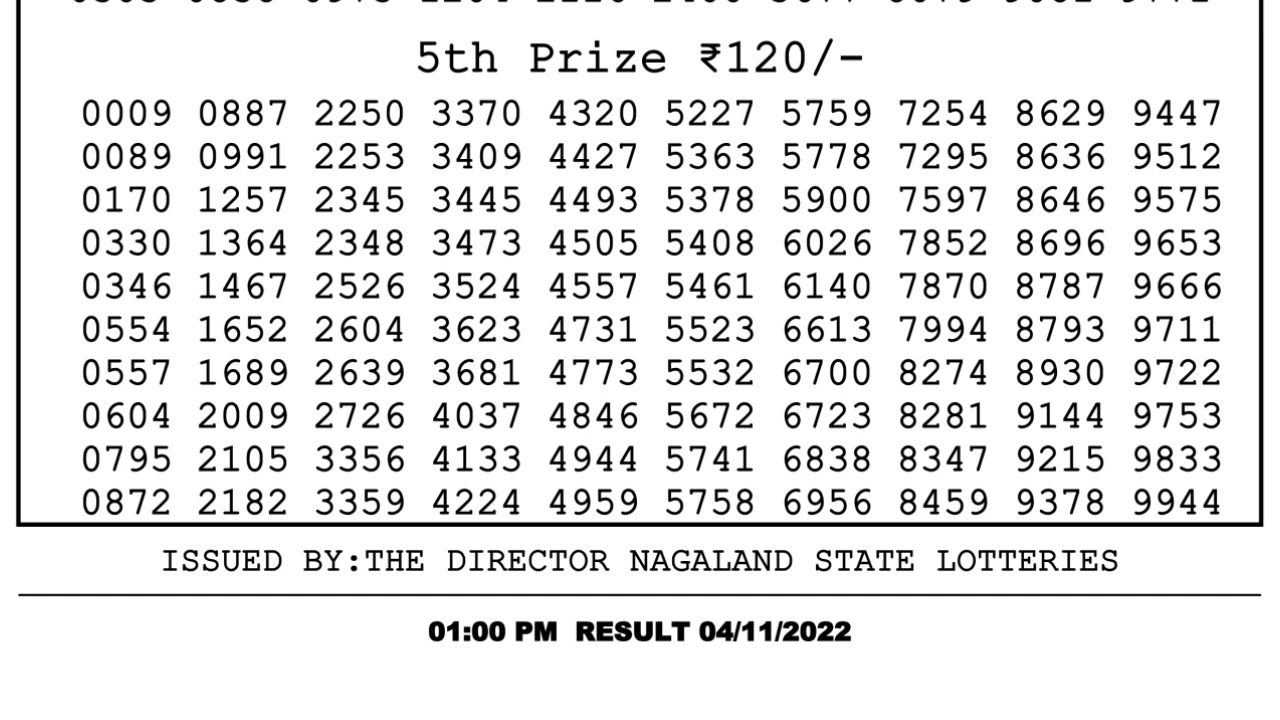 5th Prize ₹120/-
0009 0887 2250 3370 4320 5227 5759 7254 8629 9447
0089 0991 2253 3409 4427 5363 5778 7295 8636 9512
0170 1257 2345 3445 4493 5378 5900 7597 8646 9575
0330 1364 2348 3473 4505 5408 6026 7852 8696 9653
0346 1467 2526 3524 4557 5461 6140 7870 8787 9666
0554 1652 2604 3623 4731 5523 6613 7994 8793 9711
0557 1689 2639 3681 4773 5532 6700 8274 8930 9722
0604 2009 2726 4037 4846 5672 6723 8281 9144 9753
0795 2105 3356 4133 4944 5741 6838 8347 9215 9833
0872 2182 3359 4224 4959 5758 6956 8459 9378 9944
ISSUED BY:THE DIRECTOR NAGALAND STATE LOTTERIES
01:00 PM RESULT 04/11/2022